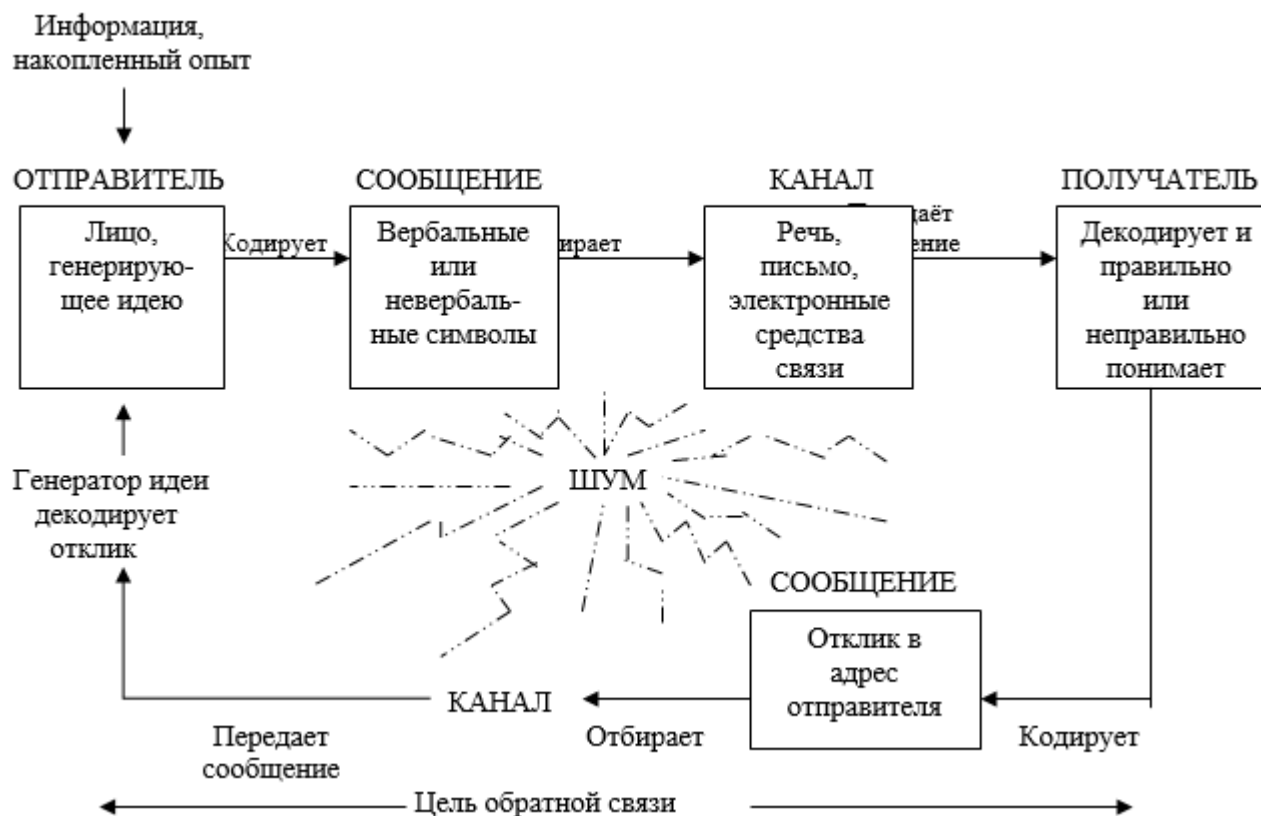 Информация,
накопленный опыт
ОТПРАВИТЕЛЬ
СООБЩЕНИЕ
КАНАЛ
ПОЛУЧАТЕЛЬ
Лицо,
генерирую-
щее идею
Кодирует
Вербальные
или
невербаль-
ные символы
Речь,
письмо,
электронные
средства
связи
Декодирует и
правильно
или
неправильно
понимает
ШУМ
Генератор идеи
декодирует
отклик
СООБЩЕНИЕ
Отклик в
адрес
отправителя
КАНАЛ
Передает
сообщение
Отбирает
Кодирует
Цель обратной связи